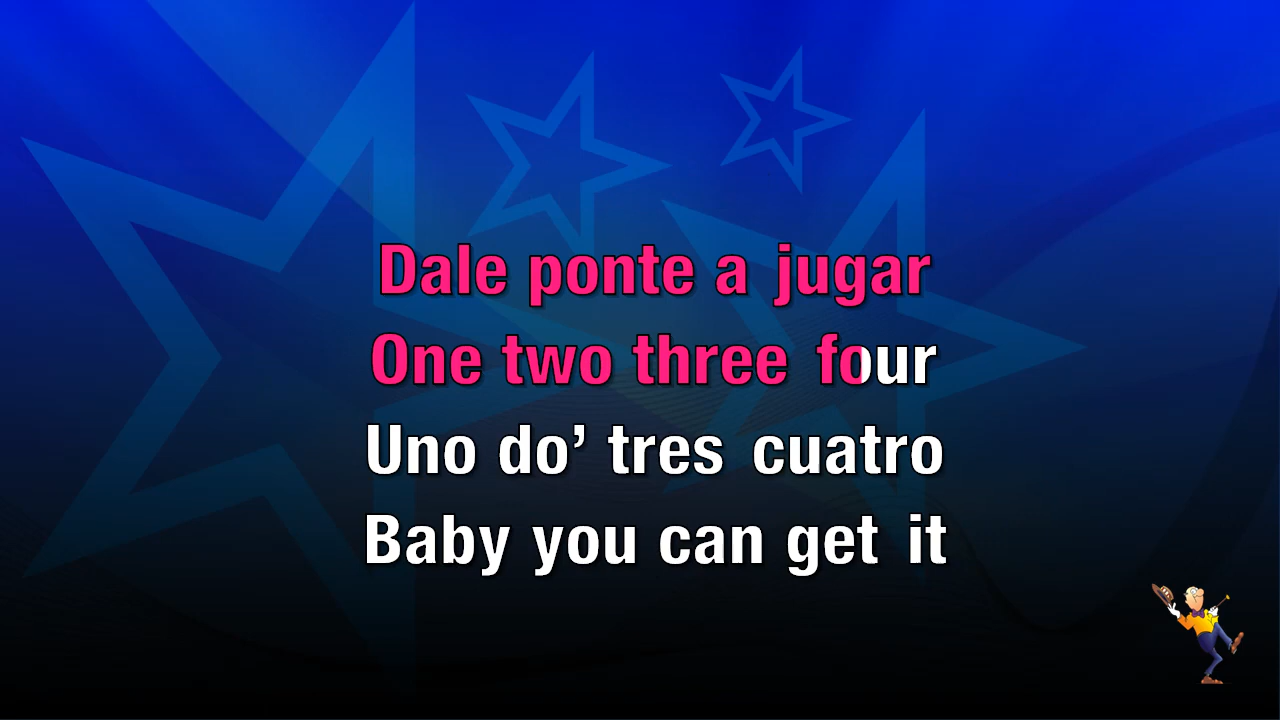 Dale ponte a jugar
One two three four
Uno do’ tres cuatro
Baby you can get it